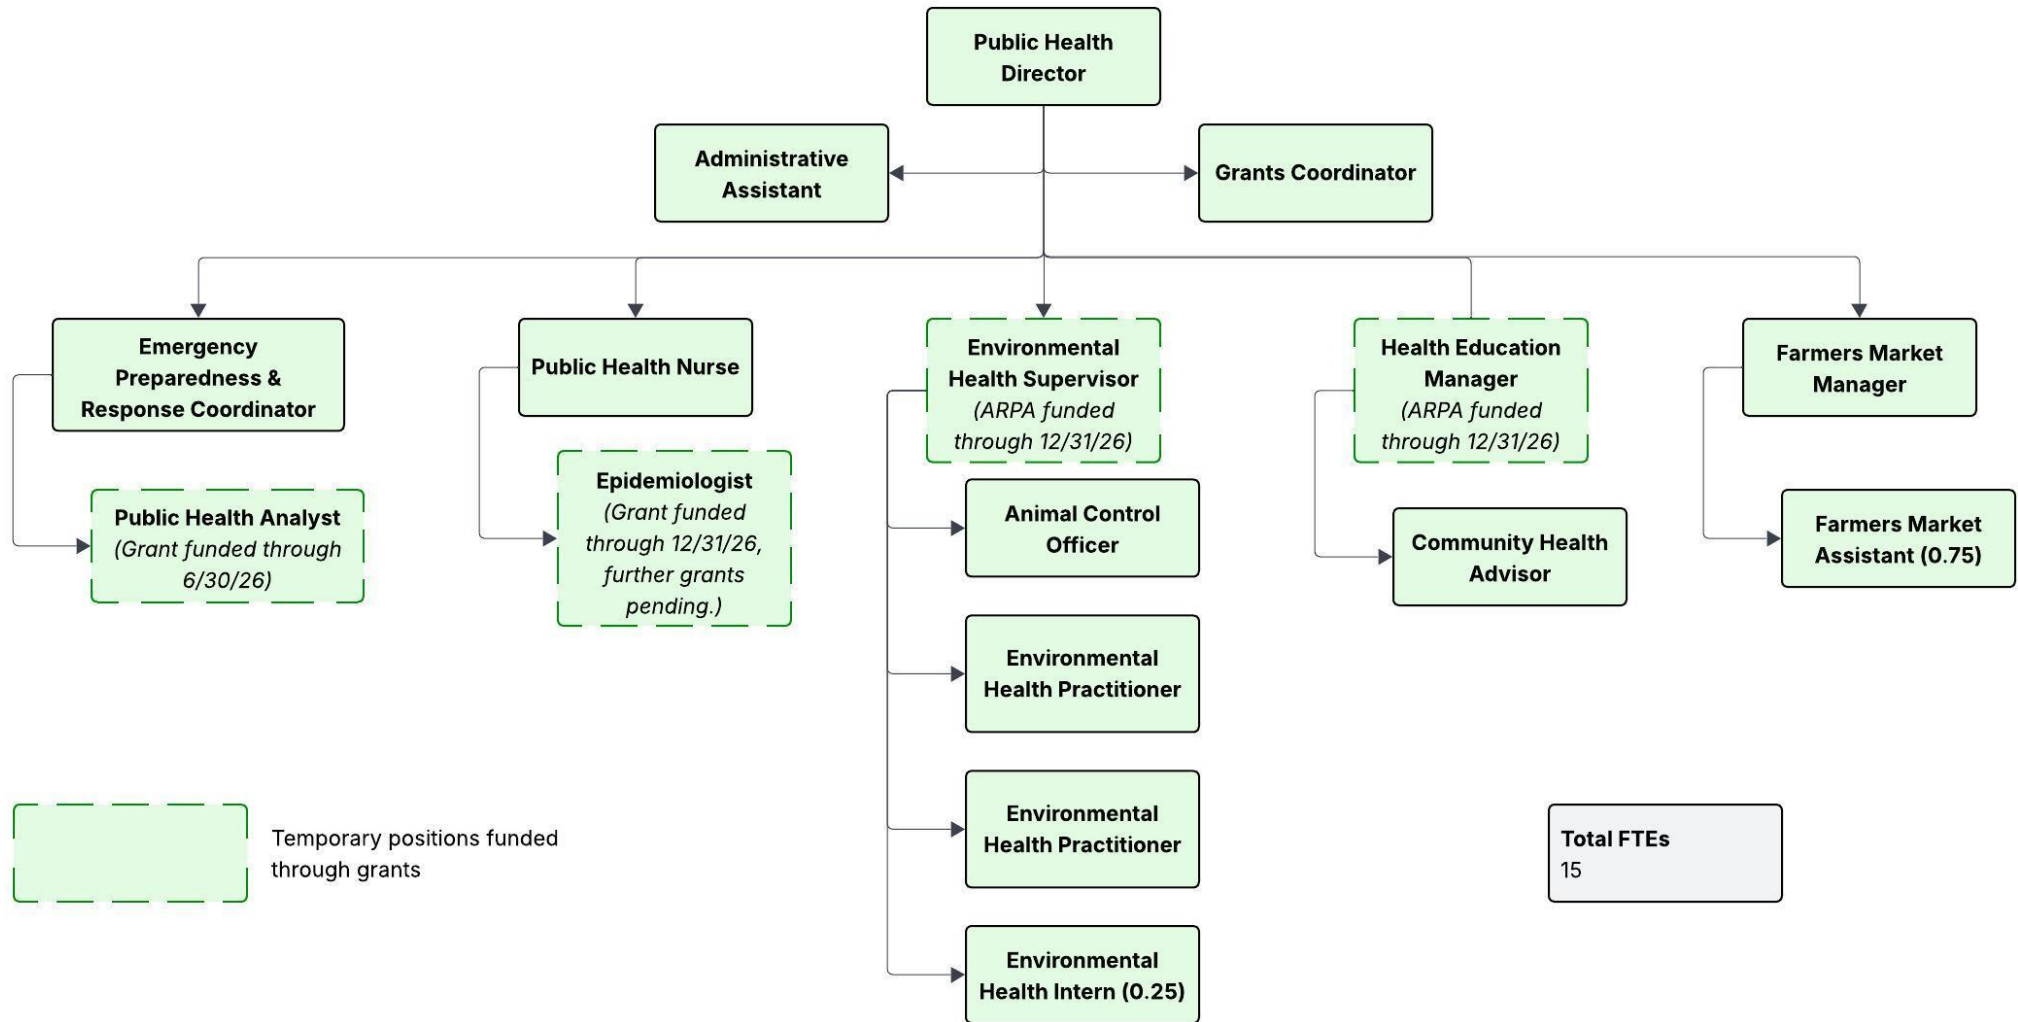 Public Health
Director
Administrative
Assistant
Grants Coordinator
Emergency
Preparedness &
Response Coordinator
Public Health Nurse
Environmental
Health Supervisor
(ARPA funded
through 12/31/26)
Health Education
Manager
(ARPA funded
through 12/31/26)
Farmers Market
Manager
Public Health Analyst
(Grant funded through
6/30/26)
Epidemiologist
(Grant funded
through 12/31/26,
further grants
pending.)
Animal Control
Officer
Community Health
Advisor
Farmers Market
Assistant (0.75)
Environmental
Health Practitioner
Environmental
Health Practitioner
Environmental
Health Intern (0.25)
Temporary positions funded
through grants
Total FTEs
15